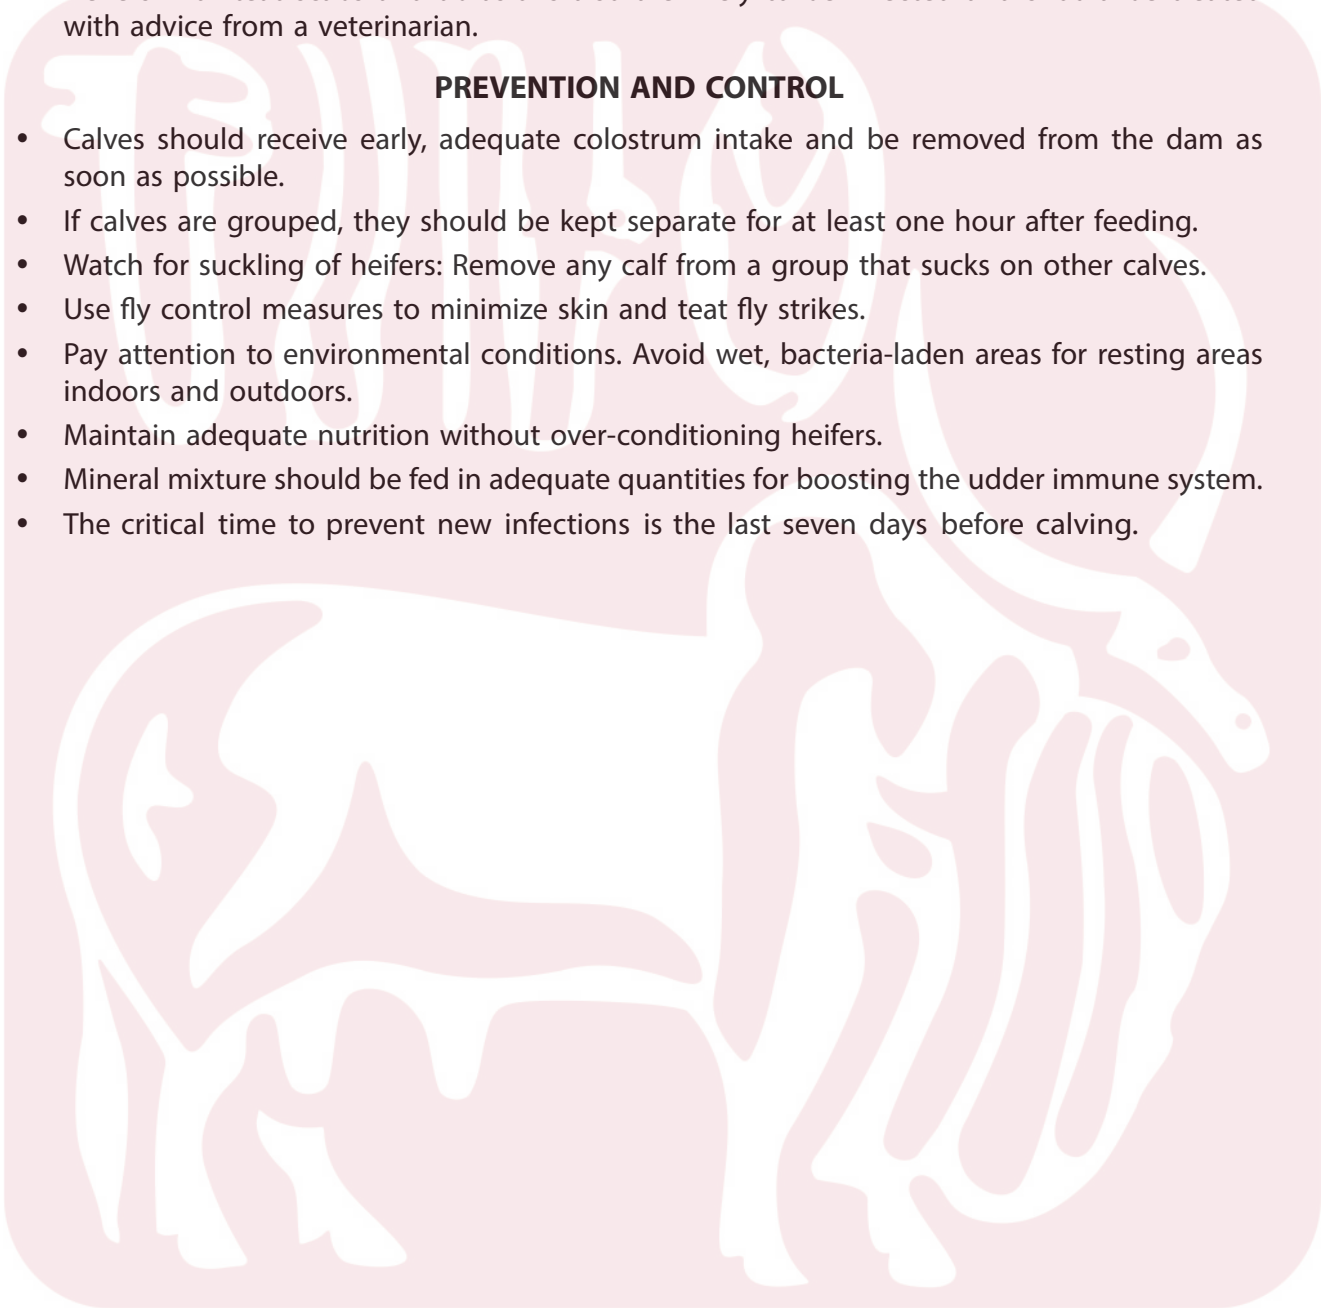 with advice from a veterinarian.
PREVENTION AND CONTROL
• Calves should receive early, adequate colostrum intake and be removed from the dam as
soon as possible.
• If calves are grouped, they should be kept separate for at least one hour after feeding.
• Watch for suckling of heifers: Remove any calf from a group that sucks on other calves.
• Use fly control measures to minimize skin and teat fly strikes.
• Pay attention to environmental conditions. Avoid wet, bacteria-laden areas for resting areas
indoors and outdoors.
• Maintain adequate nutrition without over-conditioning heifers.
• Mineral mixture should be fed in adequate quantities for boosting the udder immune system.
• The critical time to prevent new infections is the last seven days before calving.